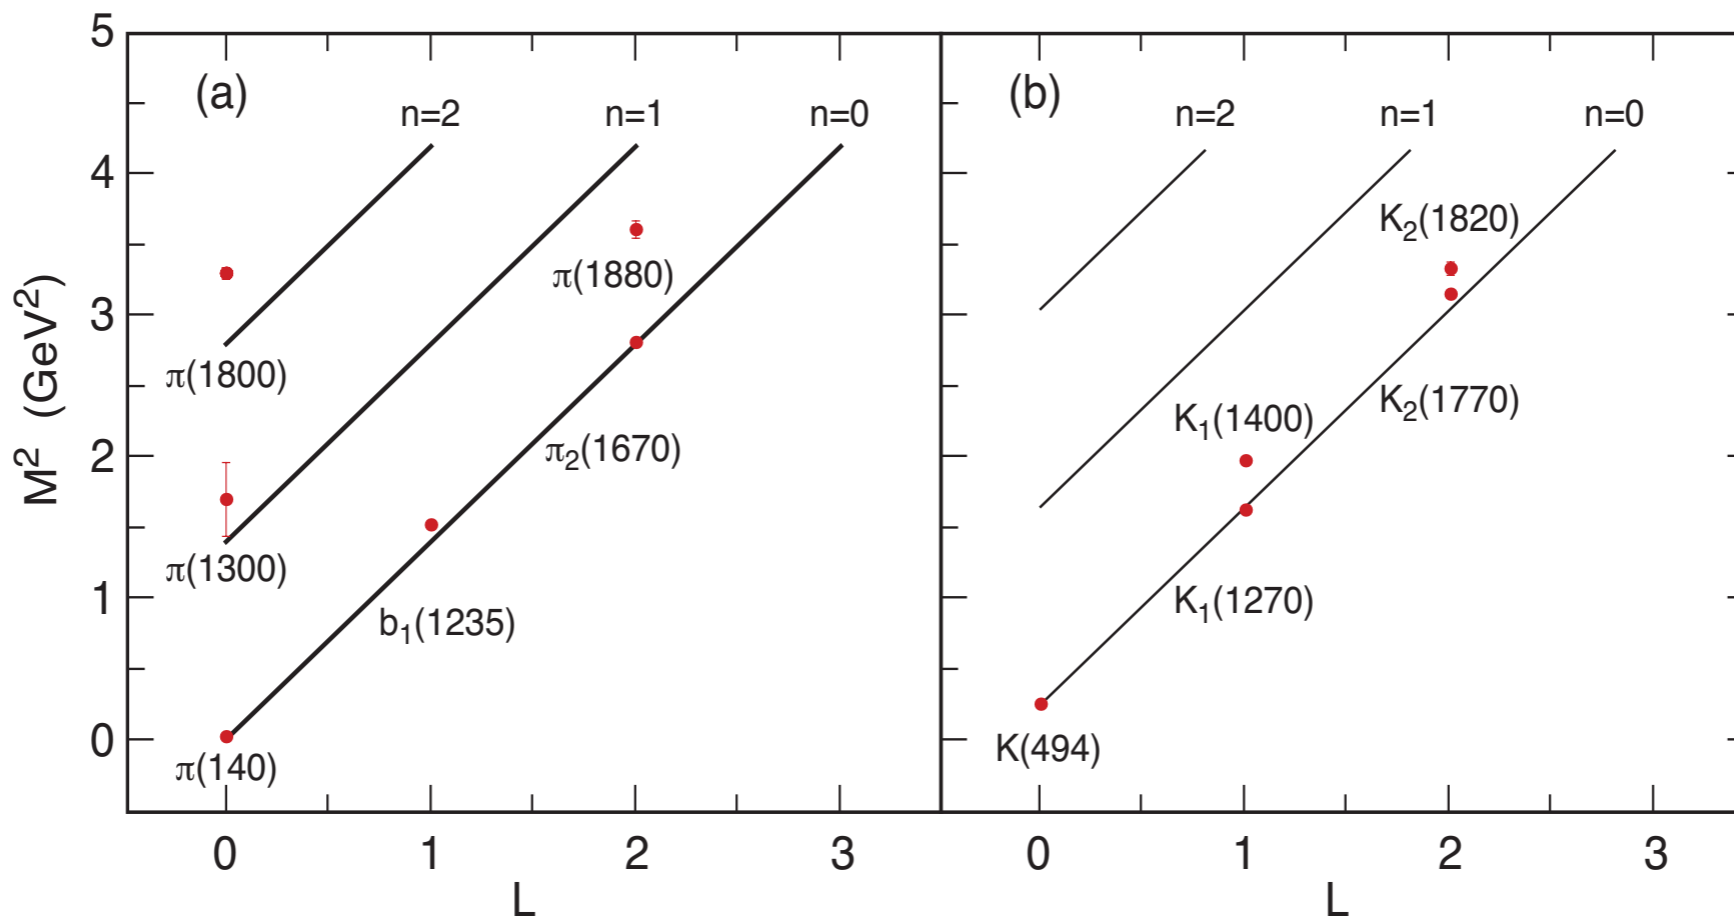 5
(a)
(b)
n=2
n=1
n=0
n=2
n=1
n=0
4
π(1880)
K₂(1820)
M² (GeV²)
3
π(1800)
K₂(1770)
K₁(1400)
2
π₂(1670)
π(1300)
1
b₁(1235)
K₁(1270)
0
π(140)
K(494)
0
1
2
3
0
1
2
3
L
L